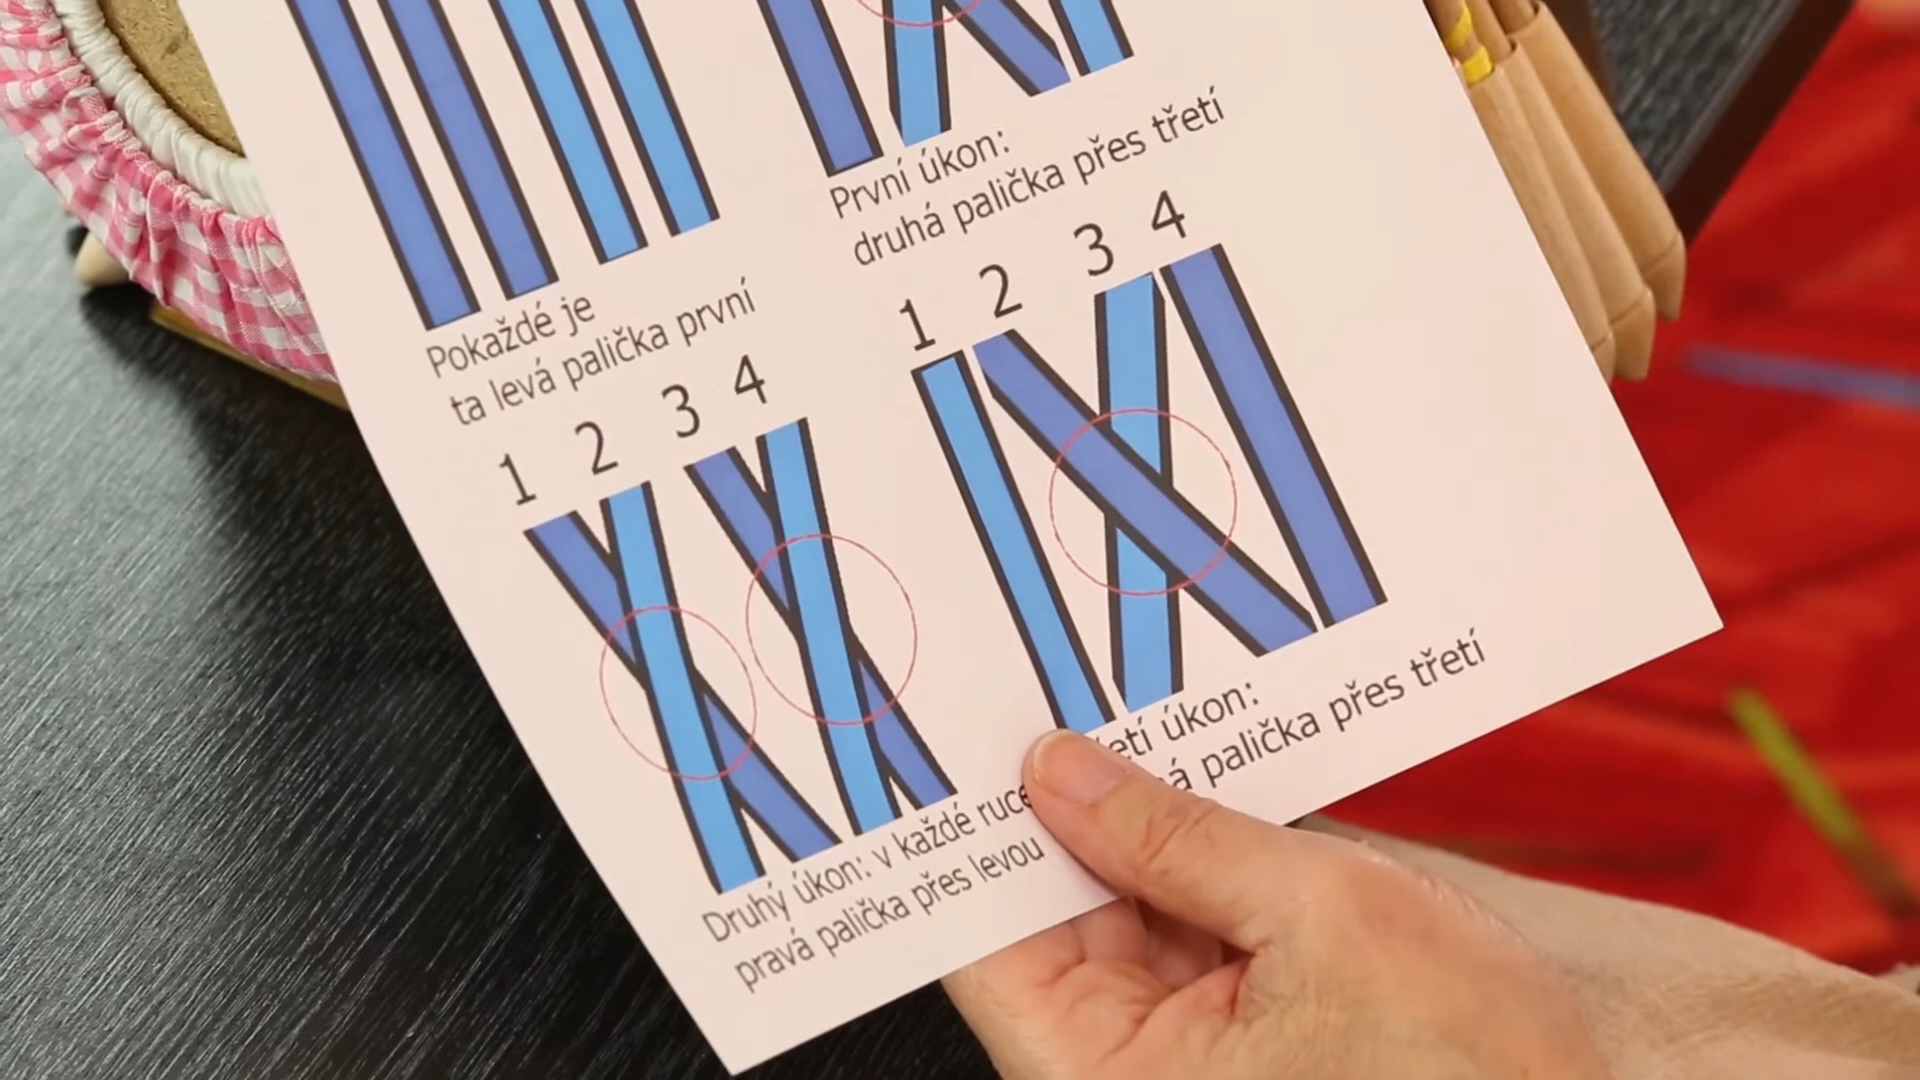 Pokaždé je
ta levá palička první
První úkon:
druhá palička přes třetí
1 2 3 4
Druhý úkon: v každé ruce
pravá palička přes levou
1 2 3 4
úkon:
palička přes třetí